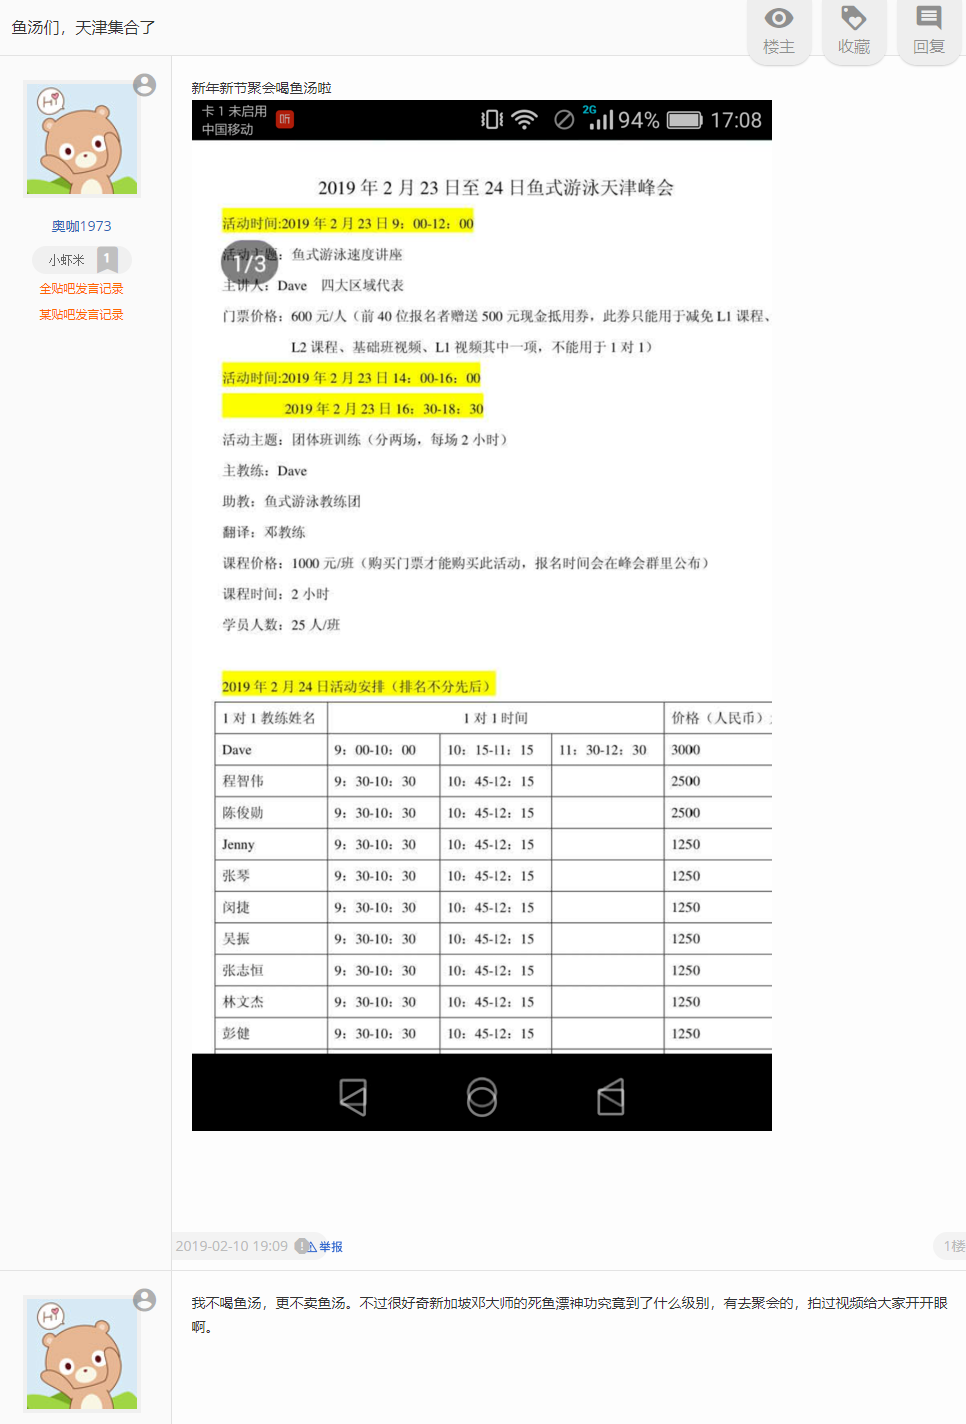 鱼汤们，天津集合了
楼主
收藏
回复
奥咖1973
小虾米 1
全贴吧发言记录
某贴吧发言记录
新年新节聚会喝鱼汤啦
卡 1 未启用
中国移动
听
2G
94%
17:08
2019 年 2 月 23 日至 24 日鱼式游泳天津峰会
活动时间:2019 年 2 月 23 日 9：00-12：00
活动主题：鱼式游泳速度讲座
1/3
主讲人：Dave 四大区域代表
门票价格：600 元/人（前 40 位报名者赠送 500 元现金抵用券，此券只能用于减免 L1 课程、
L2 课程、基础班视频、L1 视频其中一项，不能用于 1 对 1）
活动时间:2019 年 2 月 23 日 14：00-16：00
2019 年 2 月 23 日 16：30-18：30
活动主题：团体班训练（分两场，每场 2 小时）
主教练：Dave
助教：鱼式游泳教练团
翻译：邓教练
课程价格：1000 元/班（购买门票才能购买此活动，报名时间会在峰会群里公布）
课程时间：2 小时
学员人数：25 人/班
2019 年 2 月 24 日活动安排（排名不分先后）
1 对 1 教练姓名 1 对 1 时间 价格（人民币）
Dave 9：00-10：00 10：15-11：15 11：30-12：30 3000
程智伟 9：30-10：30 10：45-12：15 2500
陈俊勋 9：30-10：30 10：45-12：15 2500
Jenny 9：30-10：30 10：45-12：15 1250
张琴 9：30-10：30 10：45-12：15 1250
闵捷 9：30-10：30 10：45-12：15 1250
吴振 9：30-10：30 10：45-12：15 1250
张志恒 9：30-10：30 10：45-12：15 1250
林文杰 9：30-10：30 10：45-12：15 1250
彭健 9：30-10：30 10：45-12：15 1250
2019-02-10 19:09
举报
1楼
我不喝鱼汤，更不卖鱼汤。不过很好奇新加坡邓大师的死鱼漂神功究竟到了什么级别，有去聚会的，拍过视频给大家开开眼
啊。